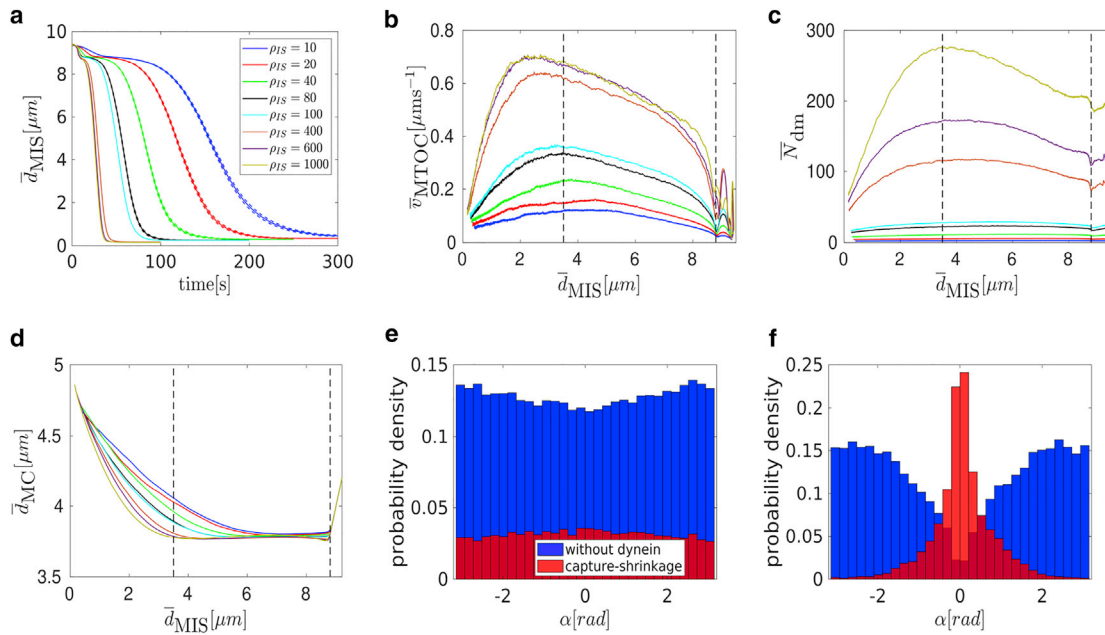 a
d̄MIS[μm]
10
8
6
4
2
0
0 100 200 300
time[s]
ρIS = 10
ρIS = 20
ρIS = 40
ρIS = 80
ρIS = 100
ρIS = 400
ρIS = 600
ρIS = 1000
b
v̄MTOC[μms⁻¹]
0.8
0.6
0.4
0.2
0
0 2 4 6 8
d̄MIS[μm]
c
N̄dm
300
200
100
0
0 2 4 6 8
d̄MIS[μm]
d
d̄MC[μm]
5
4.5
4
3.5
0 2 4 6 8
d̄MIS[μm]
e
probability density
0.15
0.1
0.05
0
-2 0 2
α[rad]
without dynein
capture-shrinkage
f
probability density
0.25
0.20
0.15
0.1
0.05
0
-2 0 2
α[rad]